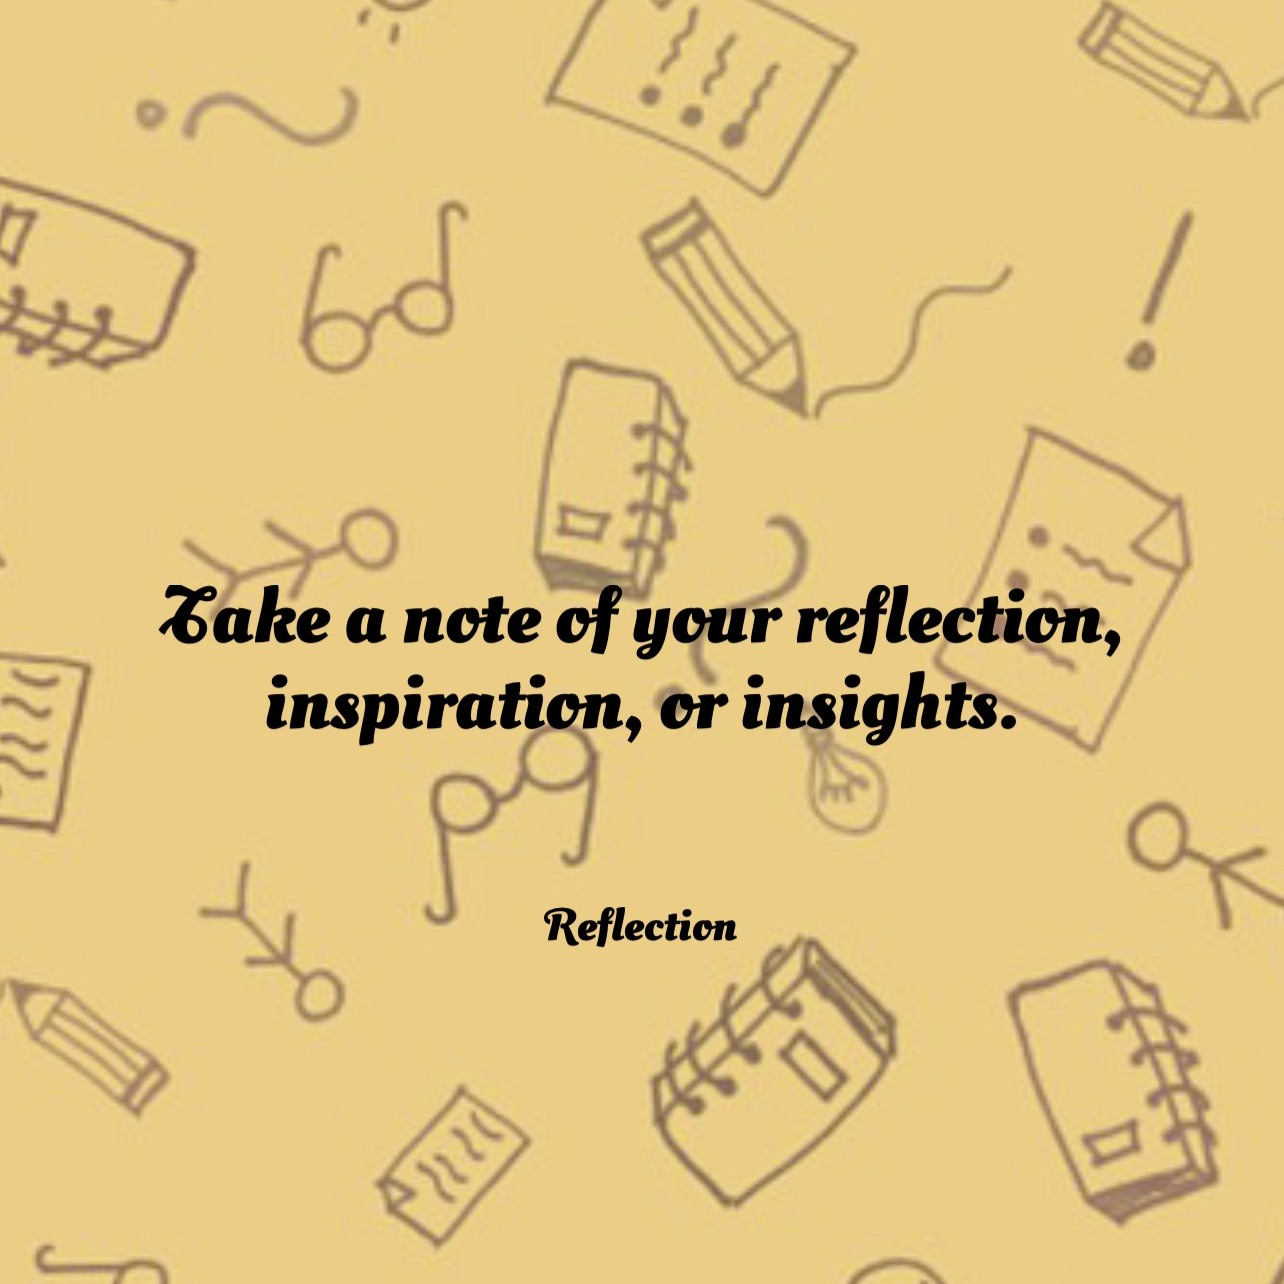 Take a note of your reflection,
inspiration, or insights.
Reflection